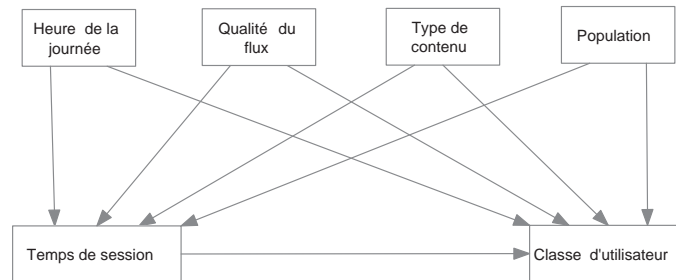 Heure de la
journée
Qualité du
flux
Type de
contenu
Population
Temps de session
Classe d'utilisateur